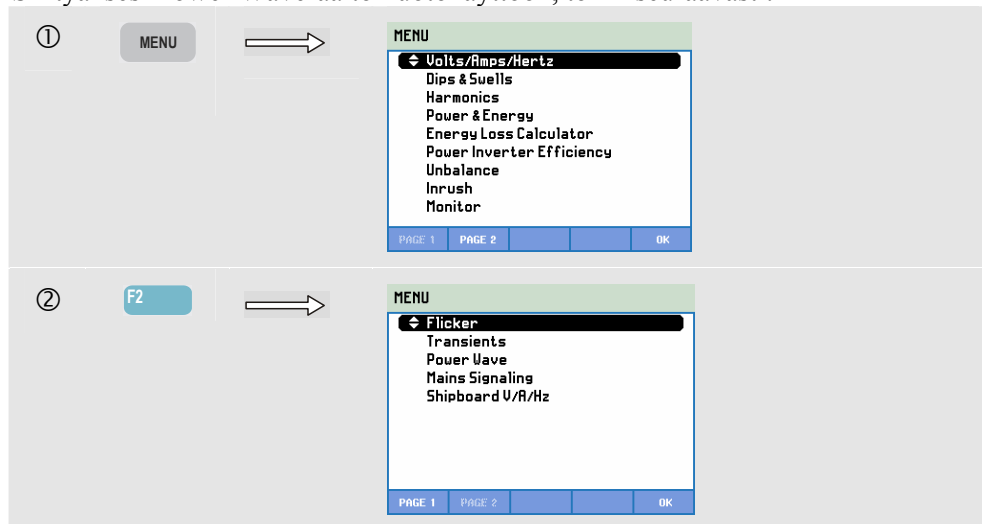 ①
MENU
MENU
Volts/Amps/Hertz
Dips & Swells
Harmonics
Power & Energy
Energy Loss Calculator
Power Inverter Efficiency
Unbalance
Inrush
Monitor
PAGE 1 PAGE 2 OK
②
F2
MENU
Flicker
Transients
Power Wave
Mains Signaling
Shipboard V/A/Hz
PAGE 1 PAGE 2 OK